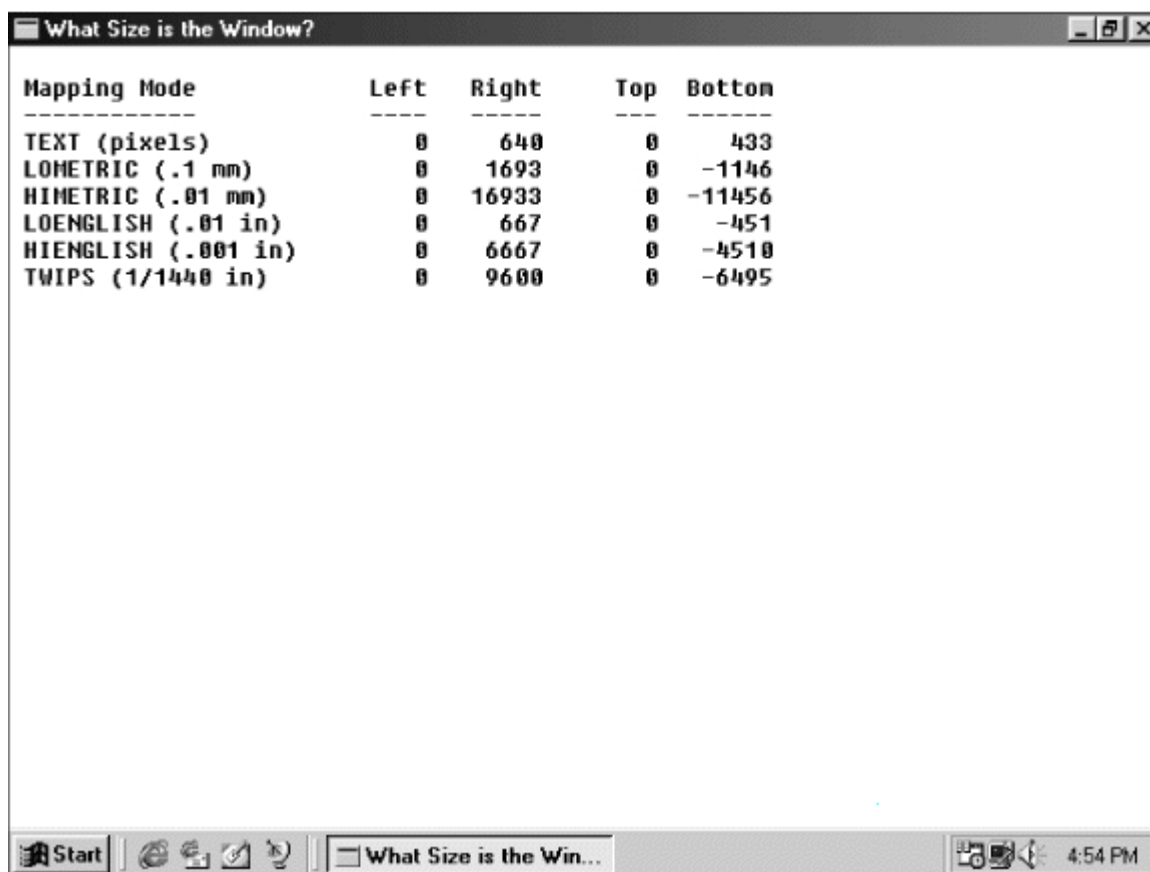 What Size is the Window?
Mapping Mode Left Right Top Bottom
------------ ---- ----- --- ------
TEXT (pixels) 0 640 0 433
LOMETRIC (.1 mm) 0 1693 0 -1146
HIMETRIC (.01 mm) 0 16933 0 -11456
LOENGLISH (.01 in) 0 667 0 -451
HIENGLISH (.001 in) 0 6667 0 -4510
TWIPS (1/1440 in) 0 9600 0 -6495
Start What Size is the Win... 4:54 PM